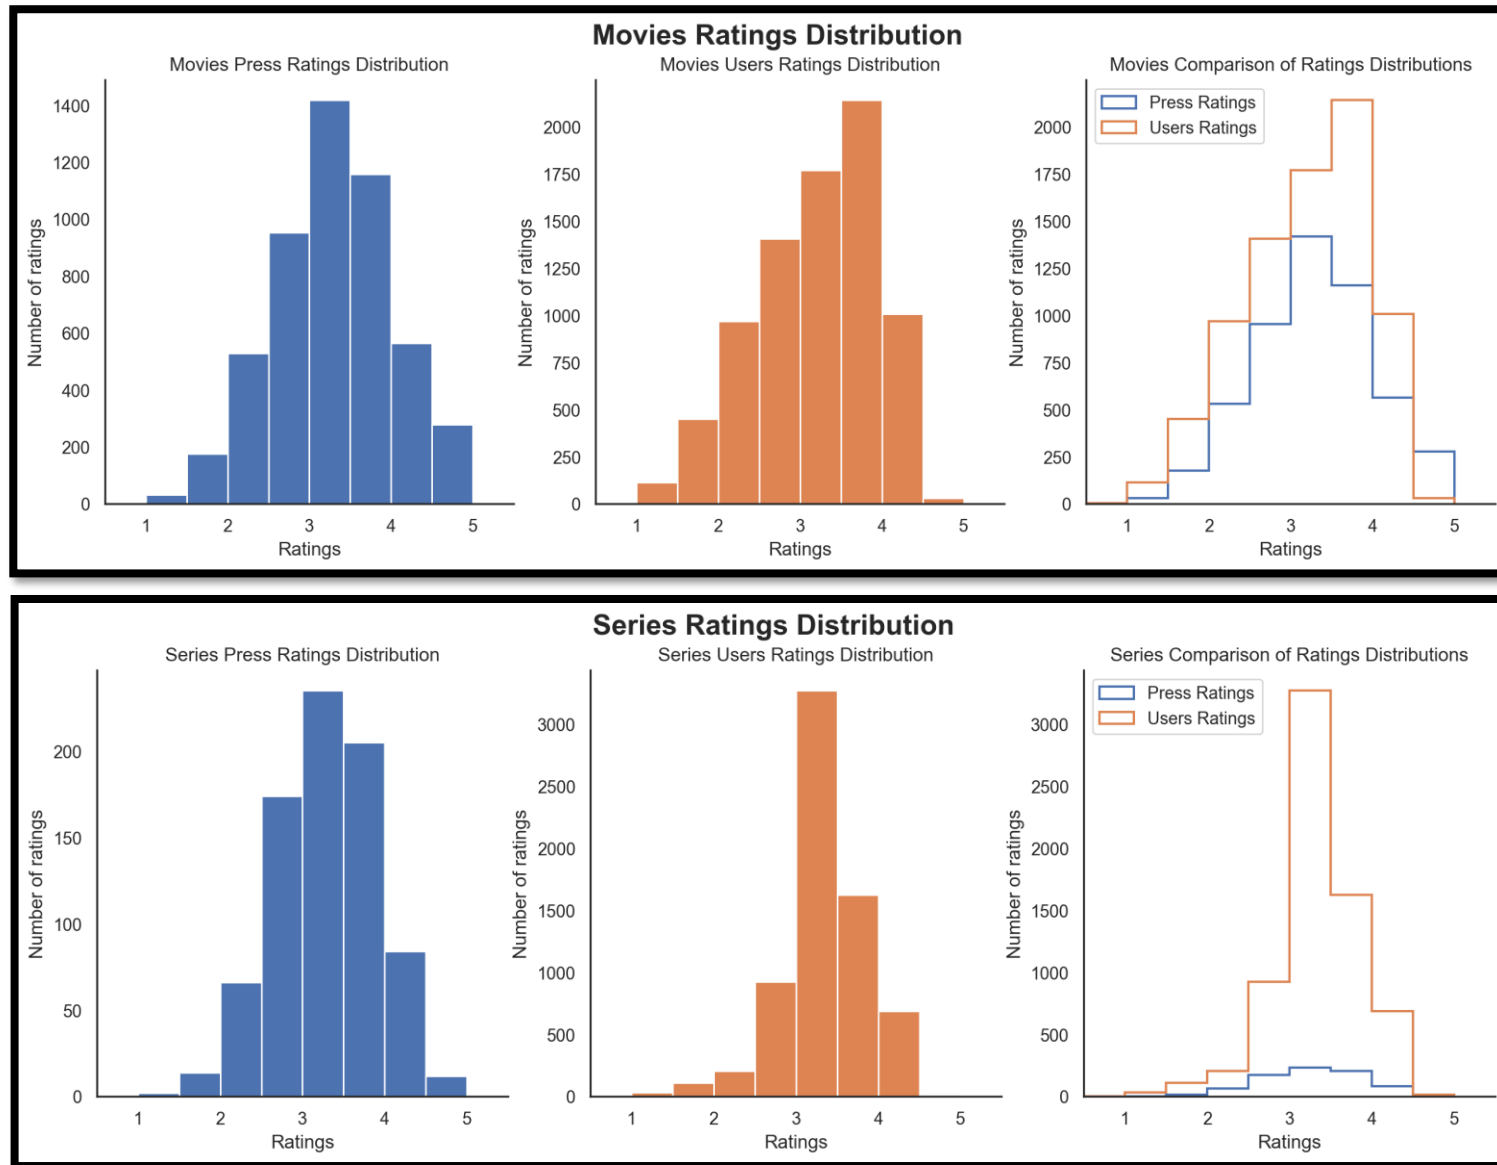 Movies Ratings Distribution
Movies Press Ratings Distribution
Number of ratings
1400
1200
1000
800
600
400
200
0
1 2 3 4 5
Ratings
Movies Users Ratings Distribution
Number of ratings
2000
1750
1500
1250
1000
750
500
250
0
1 2 3 4 5
Ratings
Movies Comparison of Ratings Distributions
Press Ratings
Users Ratings
Number of ratings
2000
1750
1500
1250
1000
750
500
250
0
1 2 3 4 5
Ratings
Series Ratings Distribution
Series Press Ratings Distribution
Number of ratings
200
150
100
50
0
1 2 3 4 5
Ratings
Series Users Ratings Distribution
Number of ratings
3000
2500
2000
1500
1000
500
0
1 2 3 4 5
Ratings
Series Comparison of Ratings Distributions
Press Ratings
Users Ratings
Number of ratings
3000
2500
2000
1500
1000
500
0
1 2 3 4 5
Ratings